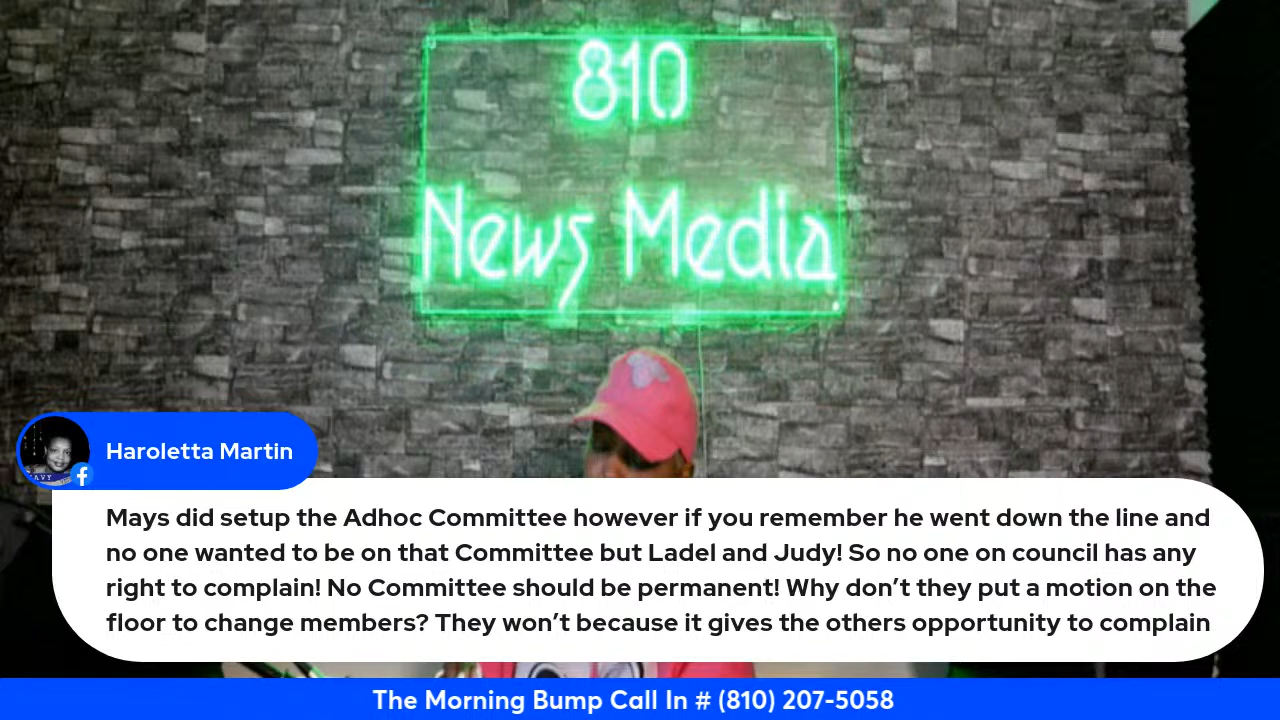 810
News Media
Haroletta Martin
Mays did setup the Adhoc Committee however if you remember he went down the line and
no one wanted to be on that Committee but Ladel and Judy! So no one on council has any
right to complain! No Committee should be permanent! Why don’t they put a motion on the
floor to change members? They won’t because it gives the others opportunity to complain
The Morning Bump Call In # (810) 207-5058